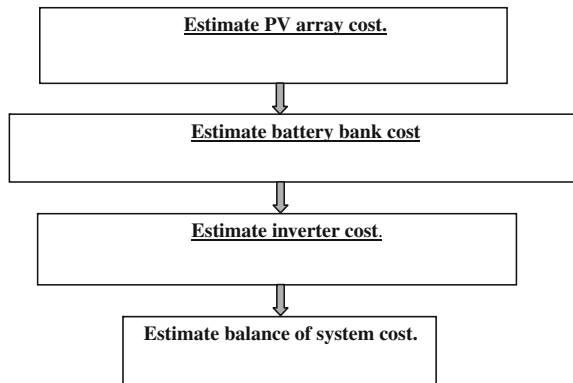 Estimate PV array cost.
Estimate battery bank cost
Estimate inverter cost.
Estimate balance of system cost.